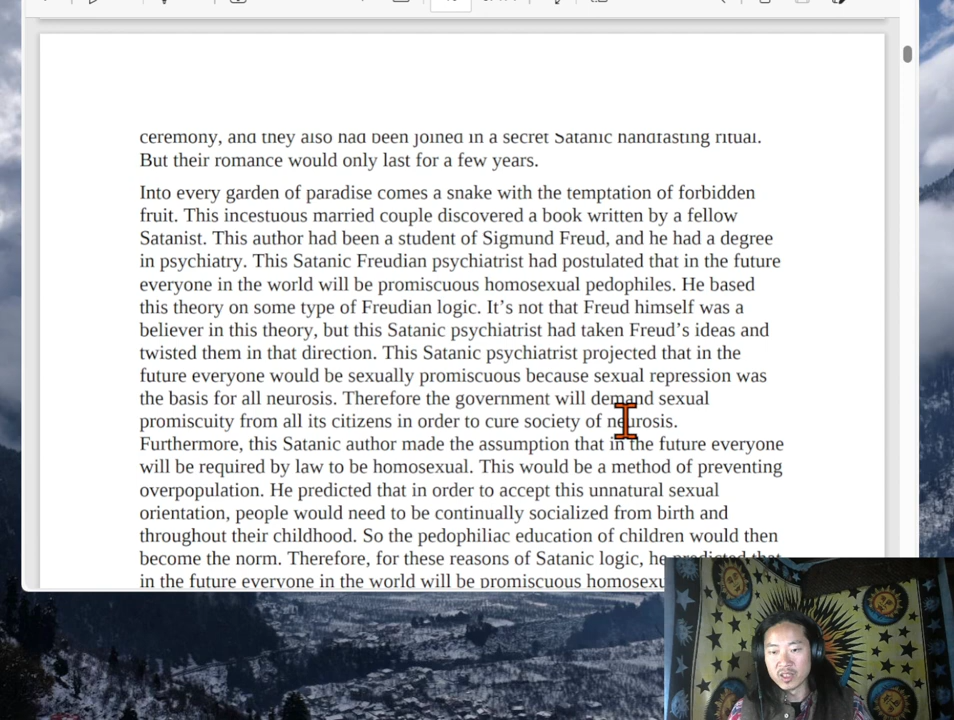 ceremony, and they also had been joined in a secret Satanic handfasting ritual.
But their romance would only last for a few years.
Into every garden of paradise comes a snake with the temptation of forbidden
fruit. This incestuous married couple discovered a book written by a fellow
Satanist. This author had been a student of Sigmund Freud, and he had a degree
in psychiatry. This Satanic Freudian psychiatrist had postulated that in the future
everyone in the world will be promiscuous homosexual pedophiles. He based
this theory on some type of Freudian logic. It’s not that Freud himself was a
believer in this theory, but this Satanic psychiatrist had taken Freud’s ideas and
twisted them in that direction. This Satanic psychiatrist projected that in the
future everyone would be sexually promiscuous because sexual repression was
the basis for all neurosis. Therefore the government will demand sexual
promiscuity from all its citizens in order to cure society of neurosis.
Furthermore, this Satanic author made the assumption that in the future everyone
will be required by law to be homosexual. This would be a method of preventing
overpopulation. He predicted that in order to accept this unnatural sexual
orientation, people would need to be continually socialized from birth and
throughout their childhood. So the pedophiliac education of children would then
become the norm. Therefore, for these reasons of Satanic logic, he predicted that
in the future everyone in the world will be promiscuous